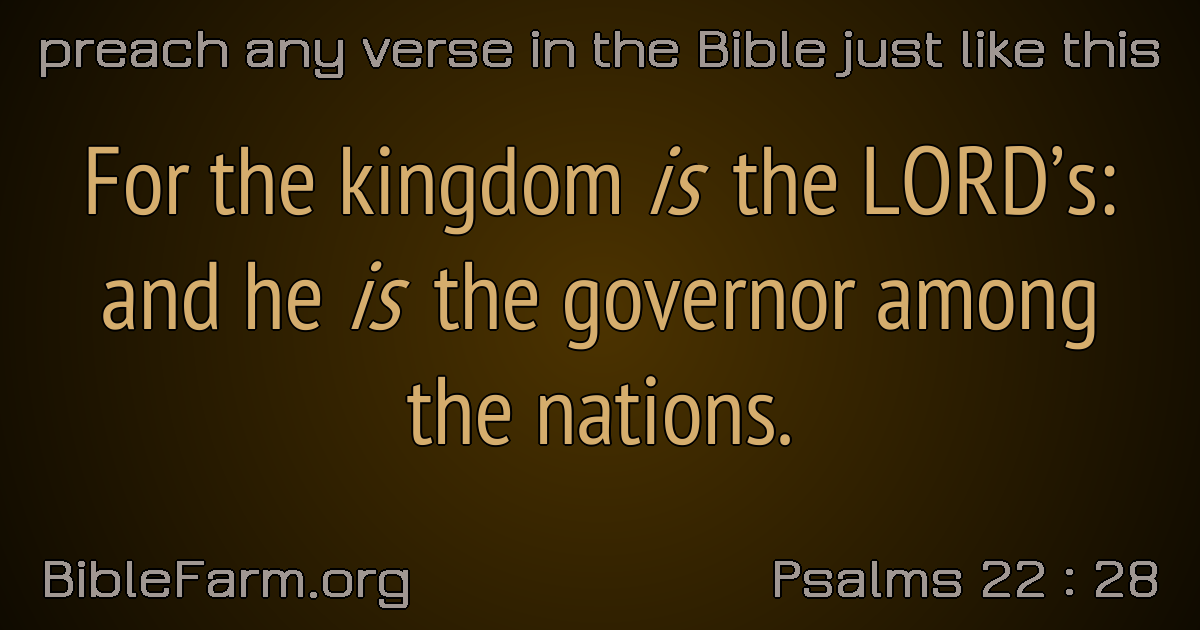 preach any verse in the Bible just like this
For the kingdom is the LORD’s:
and he is the governor among
the nations.
BibleFarm.org
Psalms 22 : 28